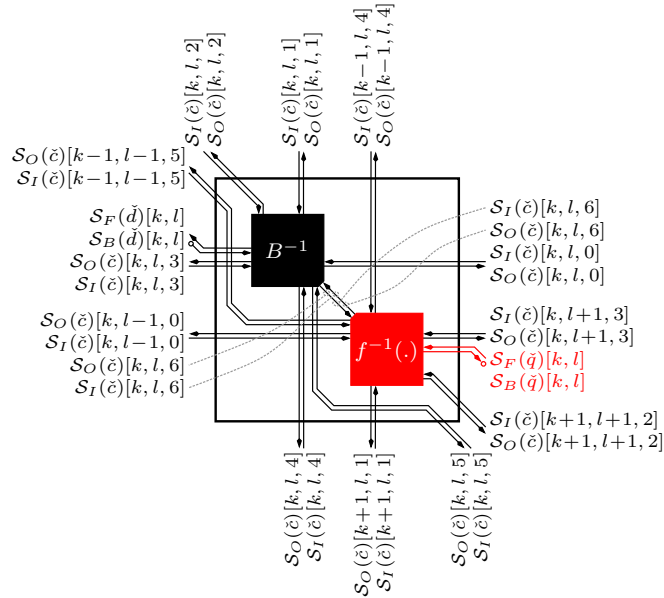 𝒮_I(č)[k, l, 2]
𝒮_O(č)[k, l, 2]
𝒮_I(č)[k, l, 1]
𝒮_O(č)[k, l, 1]
𝒮_I(č)[k−1, l, 4]
𝒮_O(č)[k−1, l, 4]
𝒮_O(č)[k−1, l−1, 5]
𝒮_I(č)[k−1, l−1, 5]
𝒮_F(ď)[k, l]
𝒮_B(ď)[k, l]
𝒮_O(č)[k, l, 3]
𝒮_I(č)[k, l, 3]
𝒮_O(č)[k, l−1, 0]
𝒮_I(č)[k, l−1, 0]
𝒮_O(č)[k, l, 6]
𝒮_I(č)[k, l, 6]
B⁻¹
f⁻¹(.)
𝒮_I(č)[k, l, 6]
𝒮_O(č)[k, l, 6]
𝒮_I(č)[k, l, 0]
𝒮_O(č)[k, l, 0]
𝒮_I(č)[k, l+1, 3]
𝒮_O(č)[k, l+1, 3]
𝒮_F(q̌)[k, l]
𝒮_B(q̌)[k, l]
𝒮_I(č)[k+1, l+1, 2]
𝒮_O(č)[k+1, l+1, 2]
𝒮_O(č)[k, l, 4]
𝒮_I(č)[k, l, 4]
𝒮_O(č)[k+1, l, 1]
𝒮_I(č)[k+1, l, 1]
𝒮_O(č)[k, l, 5]
𝒮_I(č)[k, l, 5]